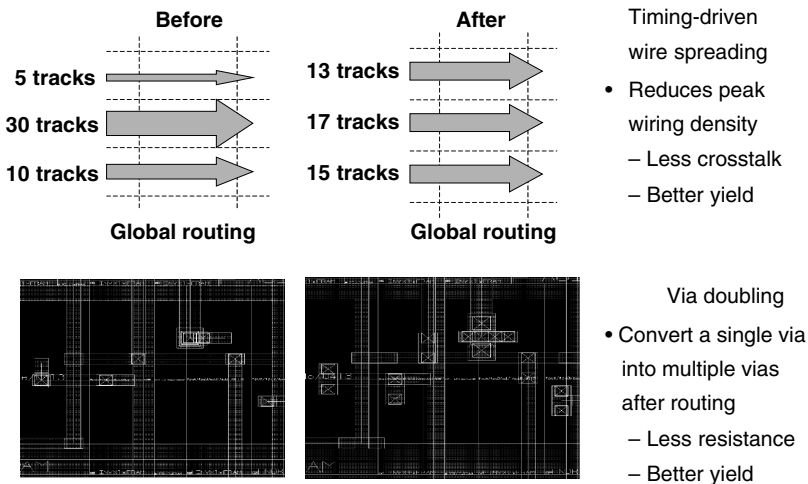 Before
5 tracks
30 tracks
10 tracks
Global routing
After
13 tracks
17 tracks
15 tracks
Global routing
Timing-driven
wire spreading
• Reduces peak
wiring density
– Less crosstalk
– Better yield
Via doubling
• Convert a single via
into multiple vias
after routing
– Less resistance
– Better yield